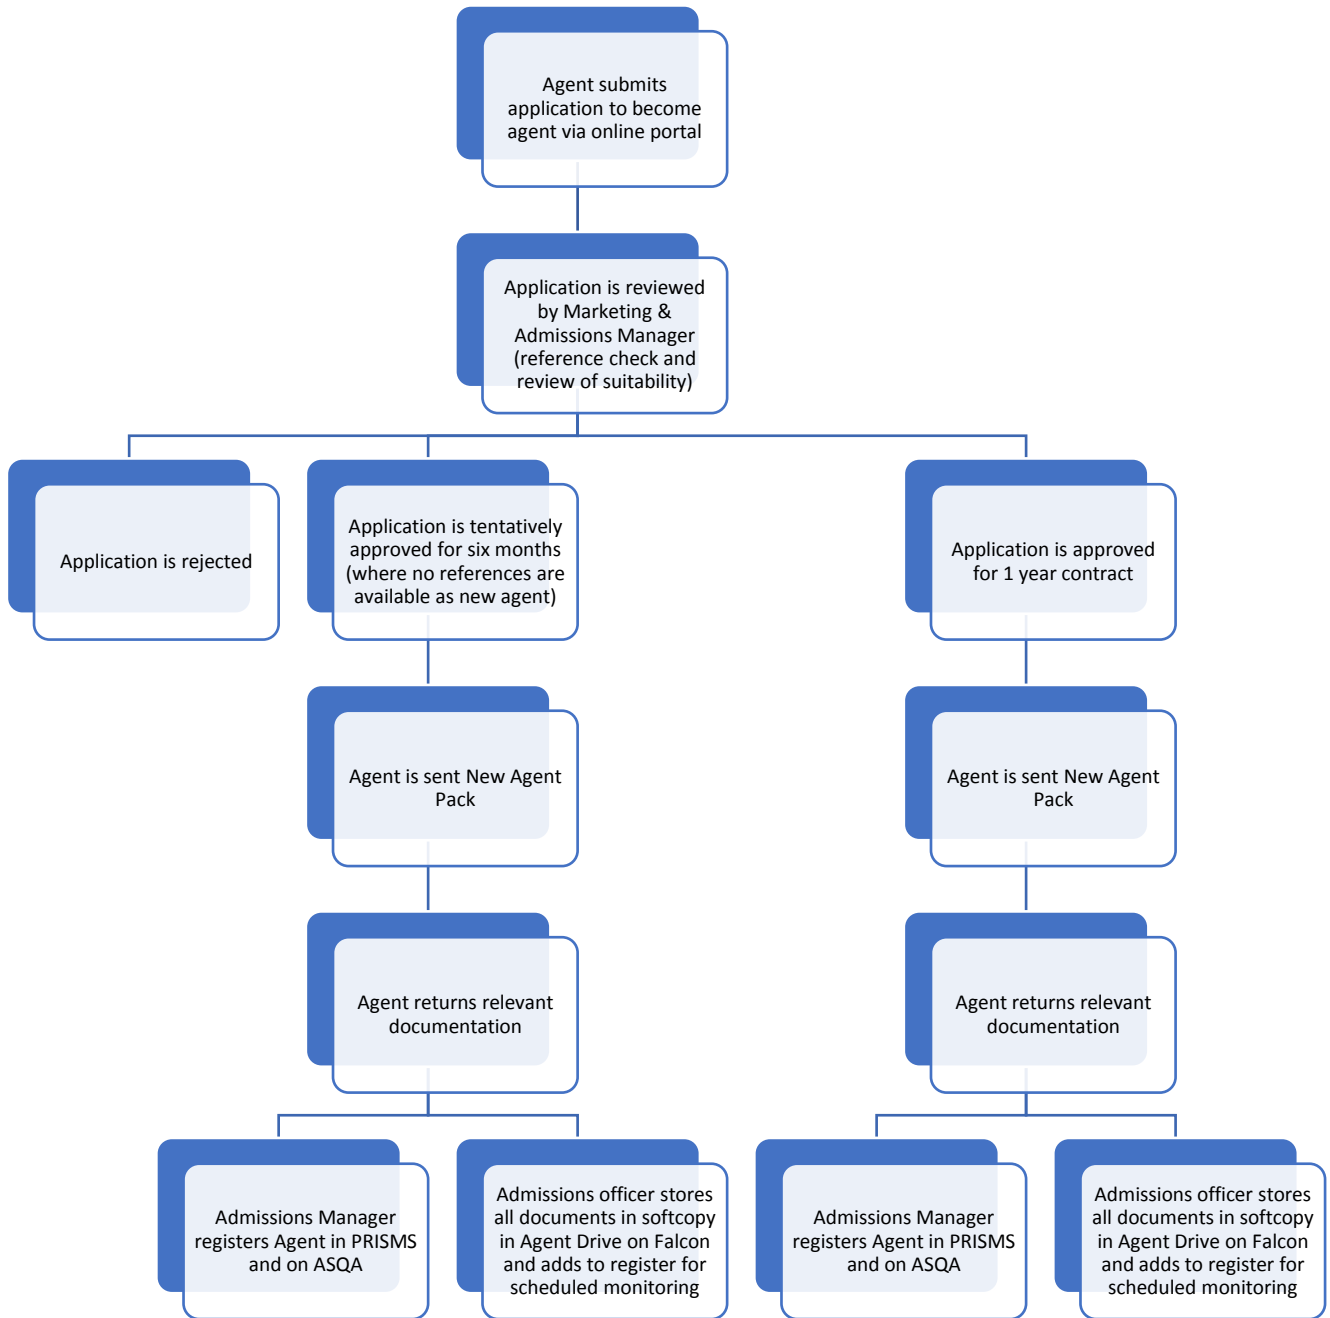 Agent submits
application to become
agent via online portal
Application is reviewed
by Marketing &
Admissions Manager
(reference check and
review of suitability)
Application is rejected
Application is tentatively
approved for six months
(where no references are
available as new agent)
Application is approved
for 1 year contract
Agent is sent New Agent
Pack
Agent is sent New Agent
Pack
Agent returns relevant
documentation
Agent returns relevant
documentation
Admissions Manager
registers Agent in PRISMS
and on ASQA
Admissions officer stores
all documents in softcopy
in Agent Drive on Falcon
and adds to register for
scheduled monitoring
Admissions Manager
registers Agent in PRISMS
and on ASQA
Admissions officer stores
all documents in softcopy
in Agent Drive on Falcon
and adds to register for
scheduled monitoring